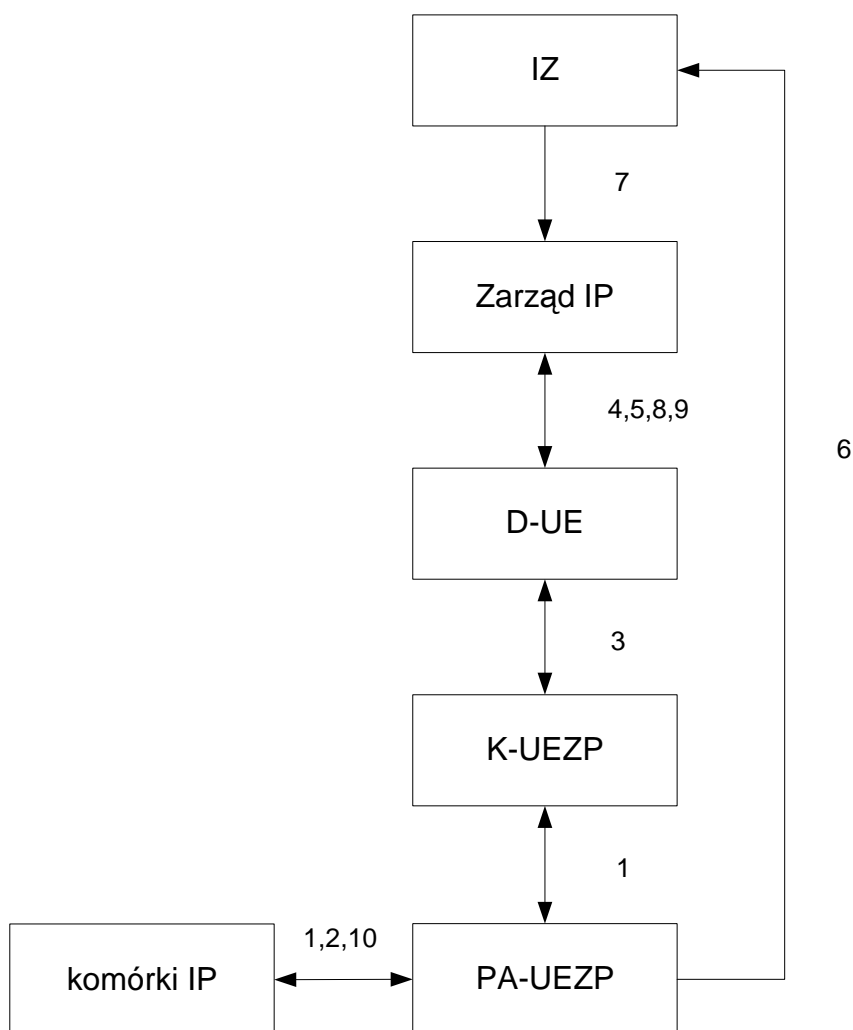 IZ
7
Zarząd IP
4,5,8,9
6
D-UE
3
K-UEZP
1
1,2,10
komórki IP
PA-UEZP